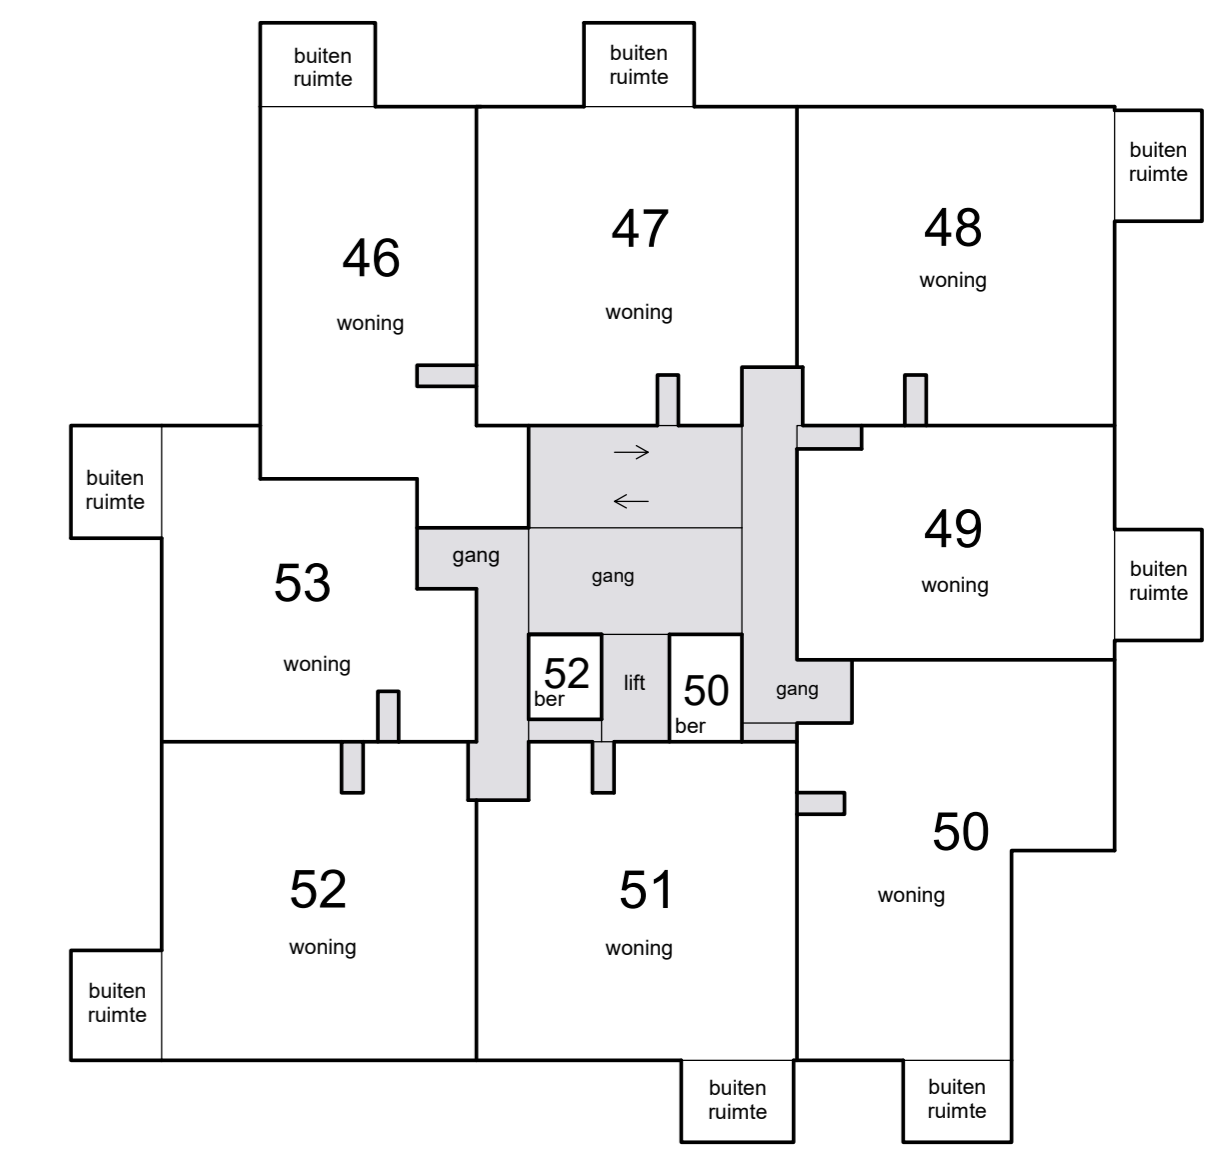 buiten
ruimte
buiten
ruimte
buiten
ruimte
46
woning
47
woning
48
woning
buiten
ruimte
53
woning
gang
gang
49
woning
buiten
ruimte
52
ber
lift
50
ber
gang
52
woning
51
woning
50
woning
buiten
ruimte
buiten
ruimte
buiten
ruimte